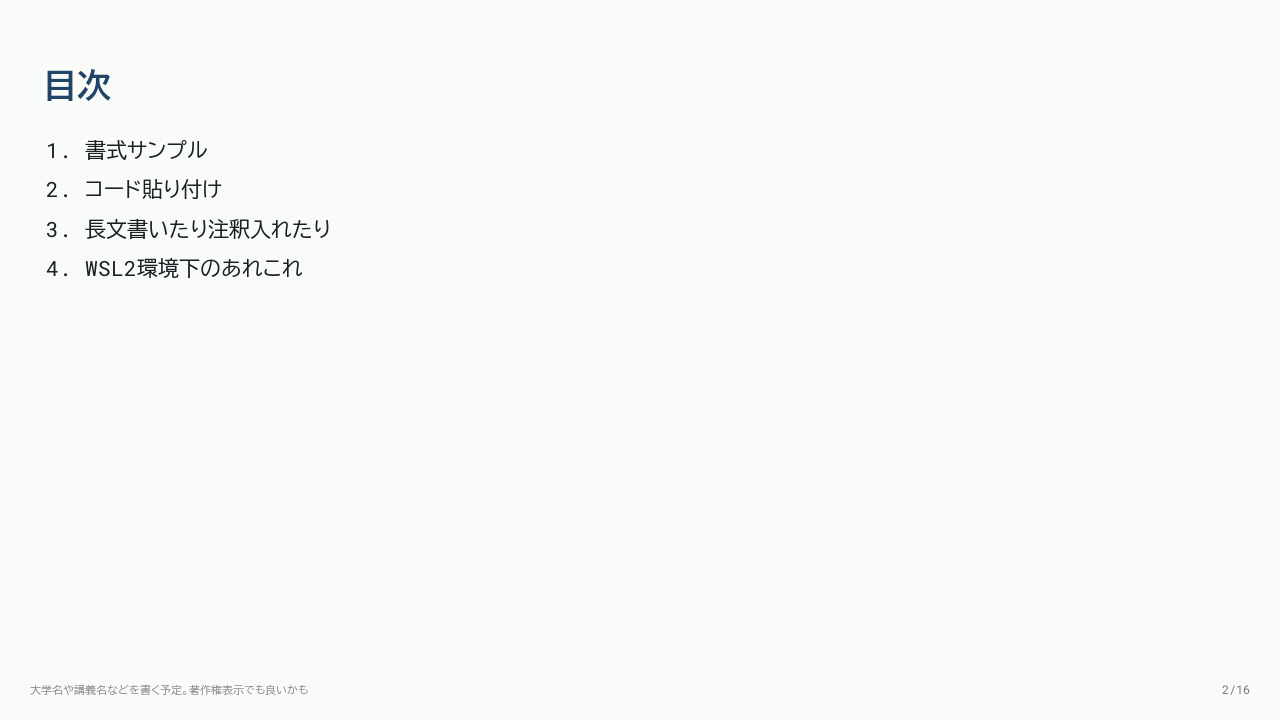 目次
1. 書式サンプル
2. コード貼り付け
3. 長文書いたり注釈入れたり
4. WSL2環境下のあれこれ
大学名や講義名などを書く予定。著作権表示でも良いかも
2/16